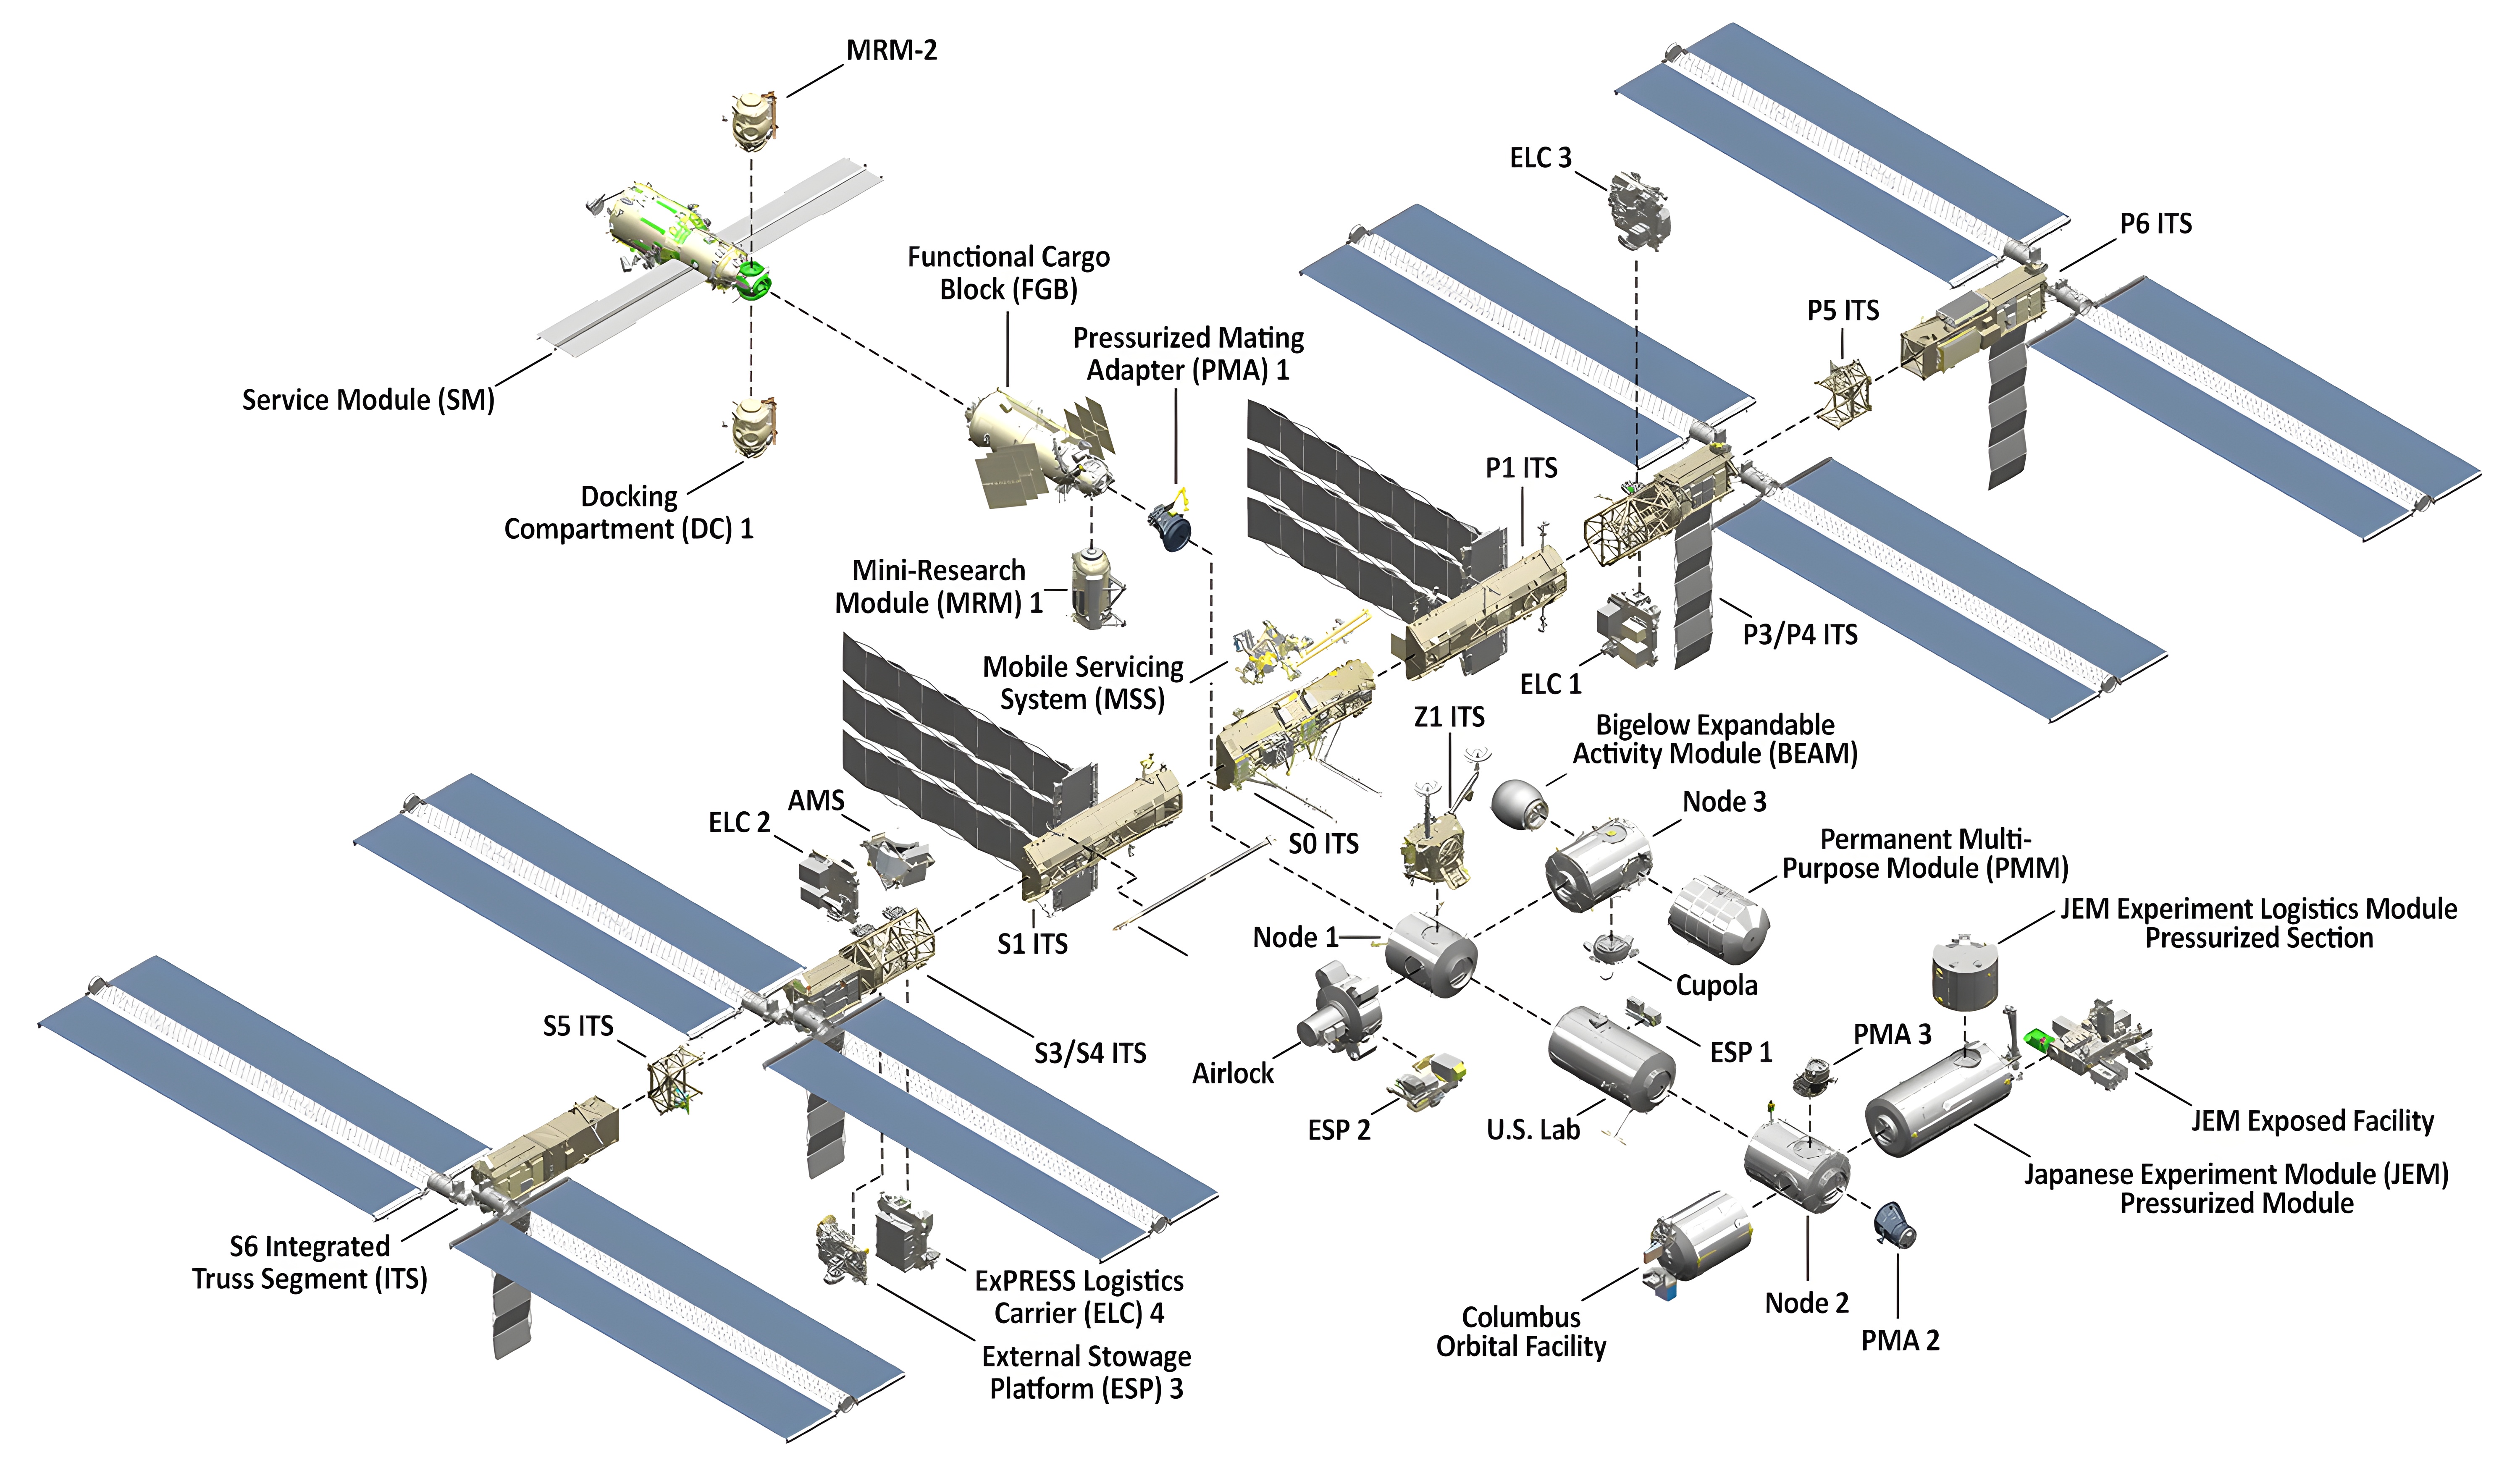 MRM-2
ELC 3
P6 ITS
Functional Cargo
Block (FGB)
P5 ITS
Pressurized Mating
Adapter (PMA) 1
Service Module (SM)
P1 ITS
Docking
Compartment (DC) 1
Mini-Research
Module (MRM) 1
P3/P4 ITS
Mobile Servicing
System (MSS)
ELC 1
Z1 ITS
Bigelow Expandable
Activity Module (BEAM)
AMS
Node 3
ELC 2
S0 ITS
Permanent Multi-
Purpose Module (PMM)
JEM Experiment Logistics Module
Pressurized Section
S1 ITS
Node 1
Cupola
S5 ITS
S3/S4 ITS
Airlock
ESP 1
PMA 3
ESP 2
U.S. Lab
JEM Exposed Facility
Japanese Experiment Module (JEM)
Pressurized Module
S6 Integrated
Truss Segment (ITS)
ExPRESS Logistics
Carrier (ELC) 4
Columbus
Orbital Facility
Node 2
PMA 2
External Stowage
Platform (ESP) 3